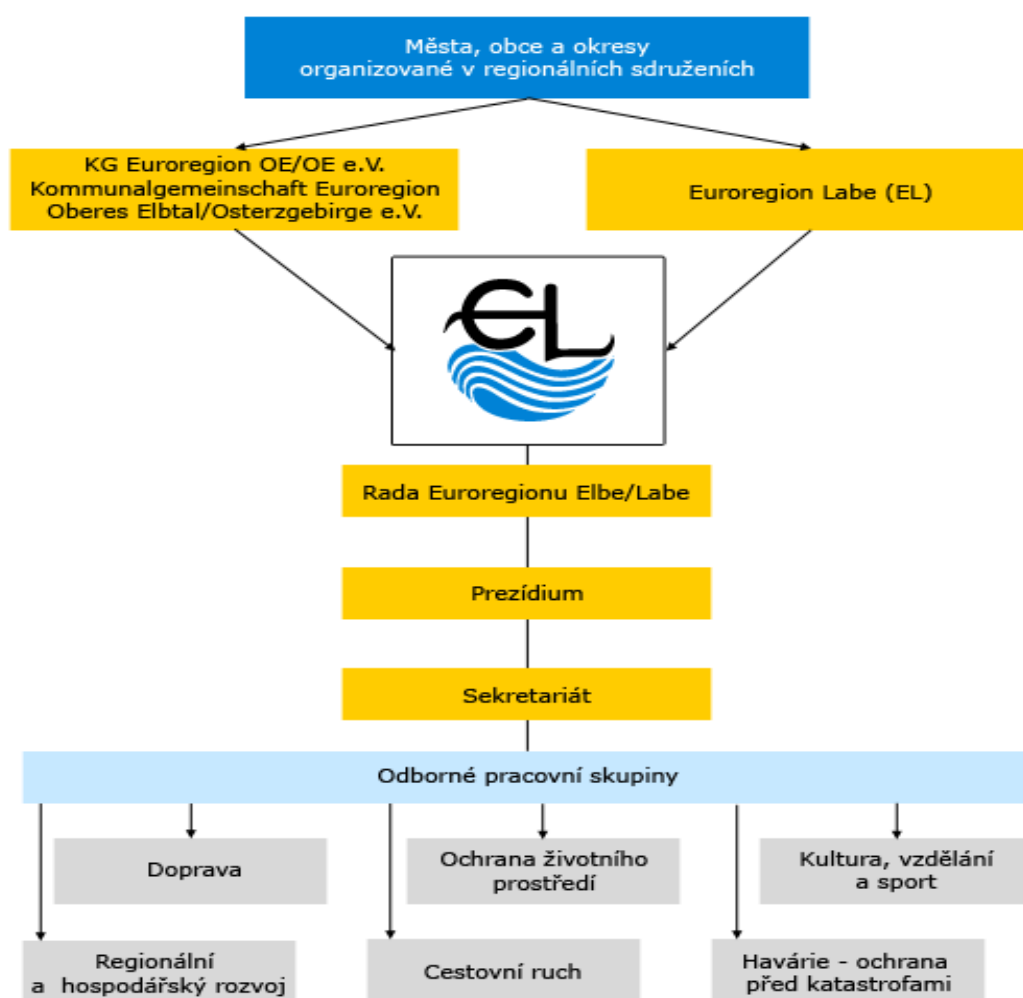 Města, obce a okresy
organizované v regionálních sdruženích
KG Euroregion OE/OE e.V.
Kommunalgemeinschaft Euroregion
Oberes Elbtal/Osterzgebirge e.V.
Euroregion Labe (EL)
EL
Rada Euroregionu Elbe/Labe
Prezídium
Sekretariát
Odborné pracovní skupiny
Doprava
Ochrana životního
prostředí
Kultura, vzdělání
a sport
Regionální
a hospodářský rozvoj
Cestovní ruch
Havárie - ochrana
před katastrofami